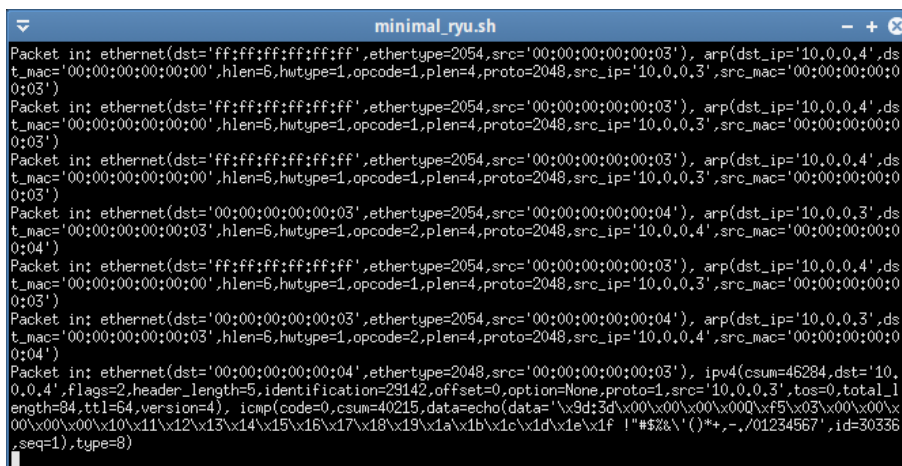 minimal_ryu.sh
Packet in: ethernet(dst='ff:ff:ff:ff:ff:ff',ethertype=2054,src='00:00:00:00:00:03'), arp(dst_ip='10.0.0.4',ds
t_mac='00:00:00:00:00:00',hlen=6,hwtype=1,opcode=1,plen=4,proto=2048,src_ip='10.0.0.3',src_mac='00:00:00:00:0
0:03')
Packet in: ethernet(dst='ff:ff:ff:ff:ff:ff',ethertype=2054,src='00:00:00:00:00:03'), arp(dst_ip='10.0.0.4',ds
t_mac='00:00:00:00:00:00',hlen=6,hwtype=1,opcode=1,plen=4,proto=2048,src_ip='10.0.0.3',src_mac='00:00:00:00:0
0:03')
Packet in: ethernet(dst='ff:ff:ff:ff:ff:ff',ethertype=2054,src='00:00:00:00:00:03'), arp(dst_ip='10.0.0.4',ds
t_mac='00:00:00:00:00:00',hlen=6,hwtype=1,opcode=1,plen=4,proto=2048,src_ip='10.0.0.3',src_mac='00:00:00:00:0
0:03')
Packet in: ethernet(dst='00:00:00:00:00:03',ethertype=2054,src='00:00:00:00:00:04'), arp(dst_ip='10.0.0.3',ds
t_mac='00:00:00:00:00:03',hlen=6,hwtype=1,opcode=2,plen=4,proto=2048,src_ip='10.0.0.4',src_mac='00:00:00:00:0
0:04')
Packet in: ethernet(dst='ff:ff:ff:ff:ff:ff',ethertype=2054,src='00:00:00:00:00:03'), arp(dst_ip='10.0.0.4',ds
t_mac='00:00:00:00:00:00',hlen=6,hwtype=1,opcode=1,plen=4,proto=2048,src_ip='10.0.0.3',src_mac='00:00:00:00:0
0:03')
Packet in: ethernet(dst='00:00:00:00:00:03',ethertype=2054,src='00:00:00:00:00:04'), arp(dst_ip='10.0.0.3',ds
t_mac='00:00:00:00:00:03',hlen=6,hwtype=1,opcode=2,plen=4,proto=2048,src_ip='10.0.0.4',src_mac='00:00:00:00:0
0:04')
Packet in: ethernet(dst='00:00:00:00:00:04',ethertype=2048,src='00:00:00:00:00:03'), ipv4(csum=46284,dst='10.
0.0.4',flags=2,header_length=5,identification=29142,offset=0,option=None,proto=1,src='10.0.0.3',tos=0,total_l
ength=84,ttl=64,version=4), icmp(code=0,csum=40215,data=echo(data='\x9d:3d\x00\x00\x00\x00Q\xf5\x03\x00\x00\x
00\x00\x00\x10\x11\x12\x13\x14\x15\x16\x17\x18\x19\x1a\x1b\x1c\x1d\x1e\x1f !"#$%&\'()*+,-./01234567',id=30336
,seq=1),type=8)